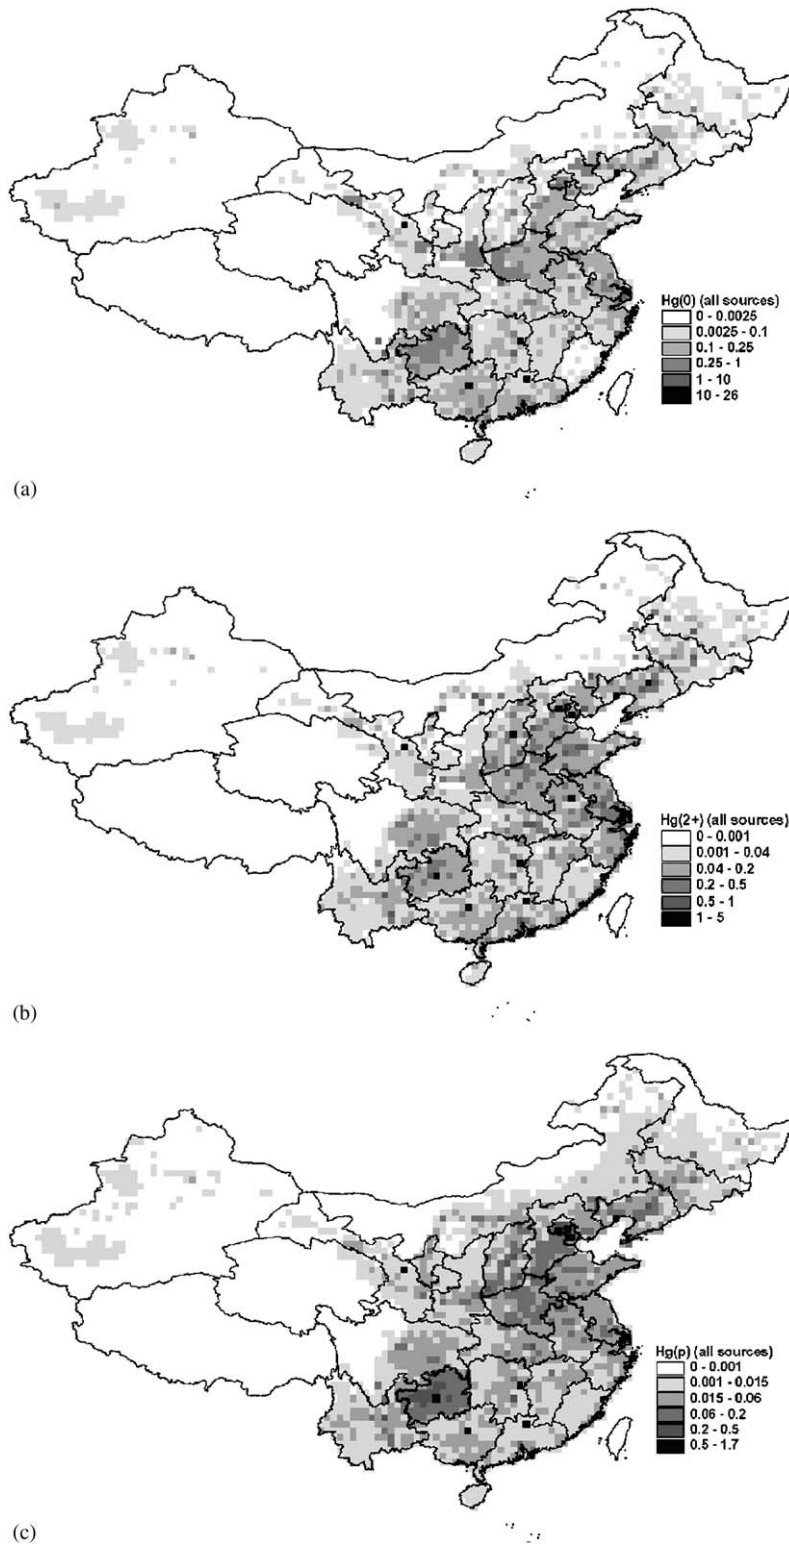 Hg(0) (all sources)
0 - 0.0025
0.0025 - 0.1
0.1 - 0.25
0.25 - 1
1 - 10
10 - 26
(a)
Hg(2+) (all sources)
0 - 0.001
0.001 - 0.04
0.04 - 0.2
0.2 - 0.5
0.5 - 1
1 - 5
(b)
Hg(p) (all sources)
0 - 0.001
0.001 - 0.015
0.015 - 0.06
0.06 - 0.2
0.2 - 0.5
0.5 - 1.7
(c)